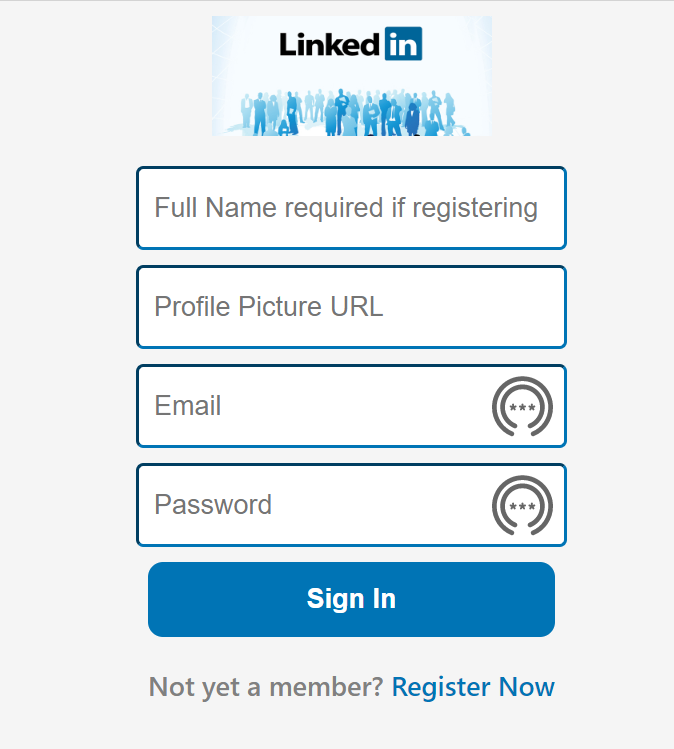 Linked in
Full Name required if registering
Profile Picture URL
Email
***
Password
***
Sign In
Not yet a member? Register Now